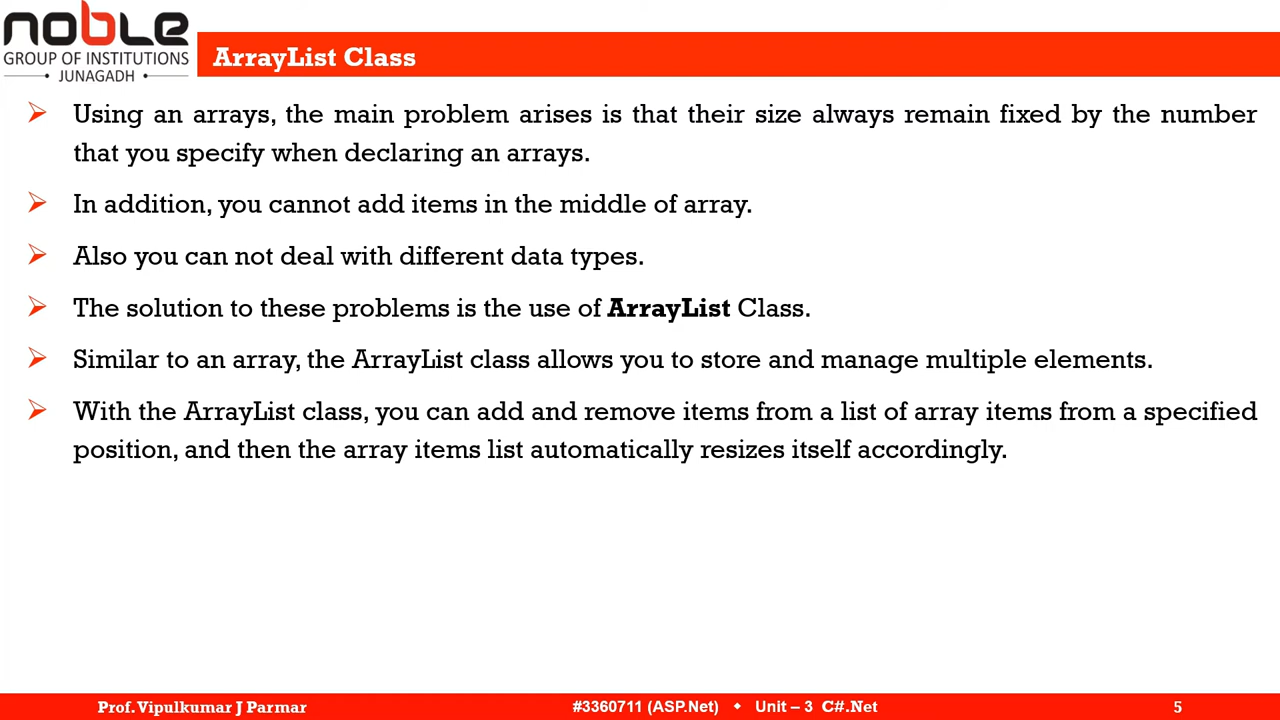 noble
GROUP OF INSTITUTIONS
• JUNAGADH •
ArrayList Class
➢ Using an arrays, the main problem arises is that their size always remain fixed by the number
that you specify when declaring an arrays.
➢ In addition, you cannot add items in the middle of array.
➢ Also you can not deal with different data types.
➢ The solution to these problems is the use of ArrayList Class.
➢ Similar to an array, the ArrayList class allows you to store and manage multiple elements.
➢ With the ArrayList class, you can add and remove items from a list of array items from a specified
position, and then the array items list automatically resizes itself accordingly.
Prof. Vipulkumar J Parmar #3360711 (ASP.Net) ⬥ Unit – 3 C#.Net 5